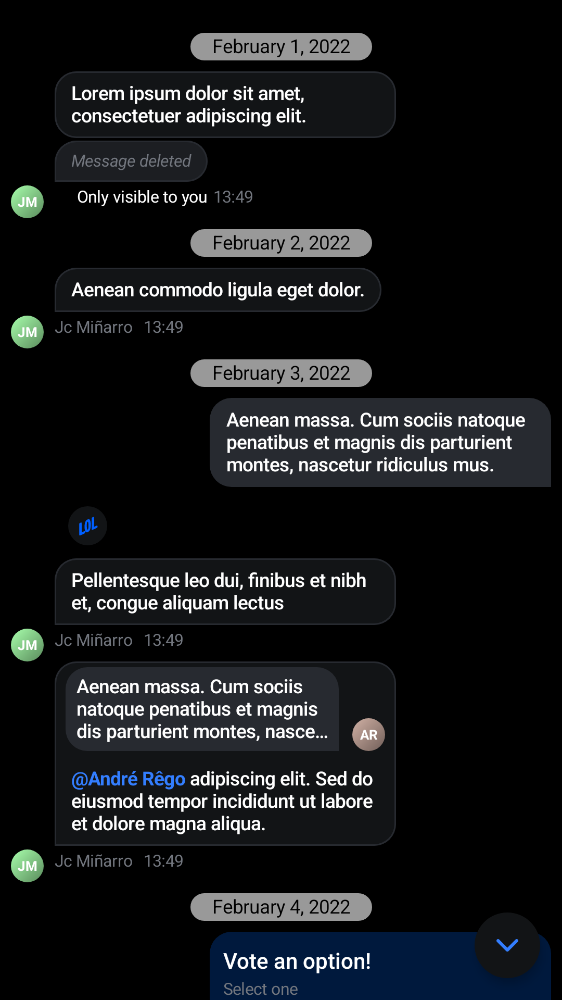 February 1, 2022
Lorem ipsum dolor sit amet,
consectetuer adipiscing elit.
Message deleted
JM
Only visible to you 13:49
February 2, 2022
Aenean commodo ligula eget dolor.
JM
Jc Miñarro 13:49
February 3, 2022
Aenean massa. Cum sociis natoque
penatibus et magnis dis parturient
montes, nascetur ridiculus mus.
LOL
Pellentesque leo dui, finibus et nibh
et, congue aliquam lectus
JM
Jc Miñarro 13:49
Aenean massa. Cum sociis
natoque penatibus et magnis
dis parturient montes, nasce...
AR
@André Rêgo adipiscing elit. Sed do
eiusmod tempor incididunt ut labore
et dolore magna aliqua.
JM
Jc Miñarro 13:49
February 4, 2022
Vote an option!
Select one